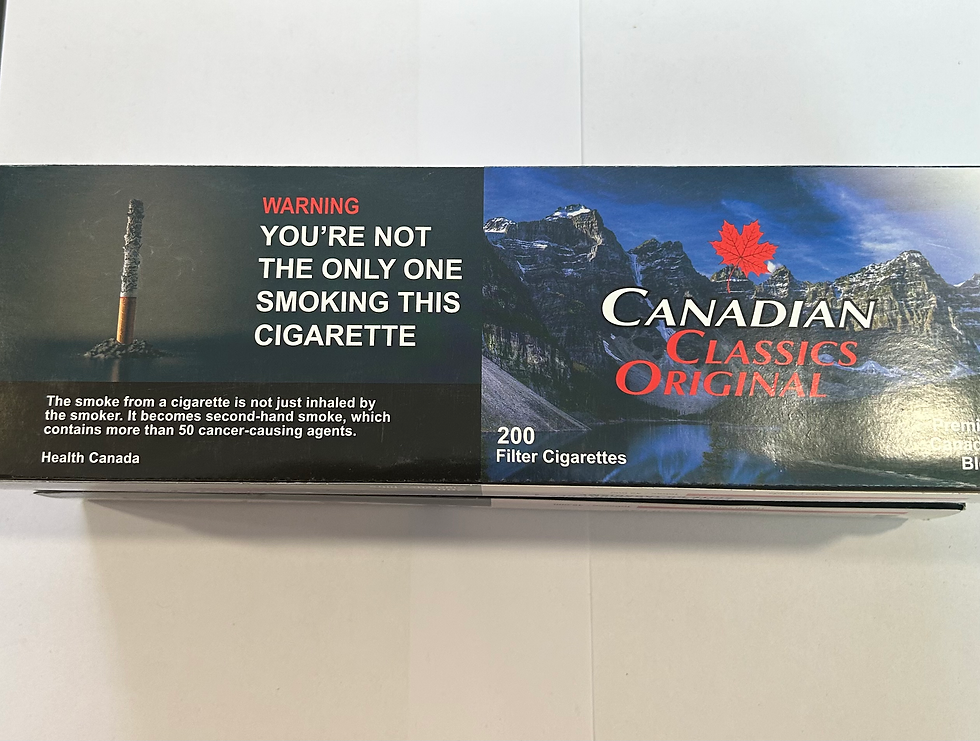 WARNING
YOU’RE NOT
THE ONLY ONE
SMOKING THIS
CIGARETTE
The smoke from a cigarette is not just inhaled by
the smoker. It becomes second-hand smoke, which
contains more than 50 cancer-causing agents.
Health Canada
CANADIAN
CLASSICS
ORIGINAL
200
Filter Cigarettes